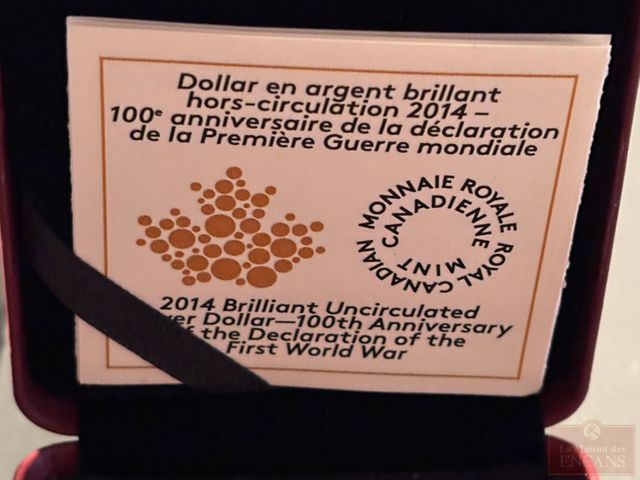 Dollar en argent brillant
hors-circulation 2014 –
100e anniversaire de la déclaration
de la Première Guerre mondiale
MONNAIE ROYALE CANADIENNE
ROYAL CANADIAN MINT
2014 Brilliant Uncirculated
er Dollar—100th Anniversary
f the Declaration of the
First World War
La Maison des
ENCANS